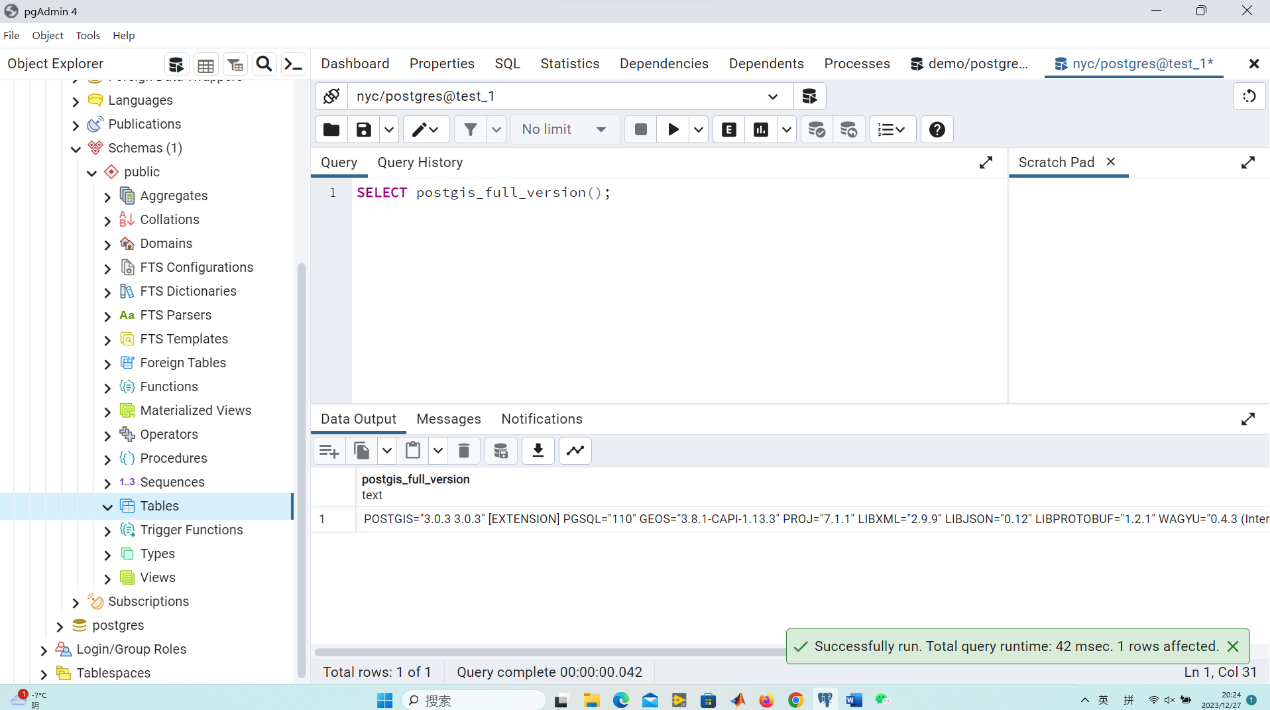 pgAdmin 4
File Object Tools Help
Object Explorer
Dashboard Properties SQL Statistics Dependencies Dependents Processes demo/postgre... nyc/postgres@test_1*
Languages
Publications
Schemas (1)
public
Aggregates
Collations
Domains
FTS Configurations
FTS Dictionaries
Aa FTS Parsers
FTS Templates
Foreign Tables
Functions
Materialized Views
Operators
Procedures
1..3 Sequences
Tables
Trigger Functions
Types
Views
Subscriptions
postgres
Login/Group Roles
Tablespaces
nyc/postgres@test_1
No limit
E
Query Query History
Scratch Pad
1 SELECT postgis_full_version();
Data Output Messages Notifications
postgis_full_version
text
1 POSTGIS="3.0.3 3.0.3" [EXTENSION] PGSQL="110" GEOS="3.8.1-CAPI-1.13.3" PROJ="7.1.1" LIBXML="2.9.9" LIBJSON="0.12" LIBPROTOBUF="1.2.1" WAGYU="0.4.3 (Inter
Successfully run. Total query runtime: 42 msec. 1 rows affected.
Total rows: 1 of 1 Query complete 00:00:00.042 Ln 1, Col 31
1 -7°C
阴
搜索
英 拼
20:24
2023/12/27
1